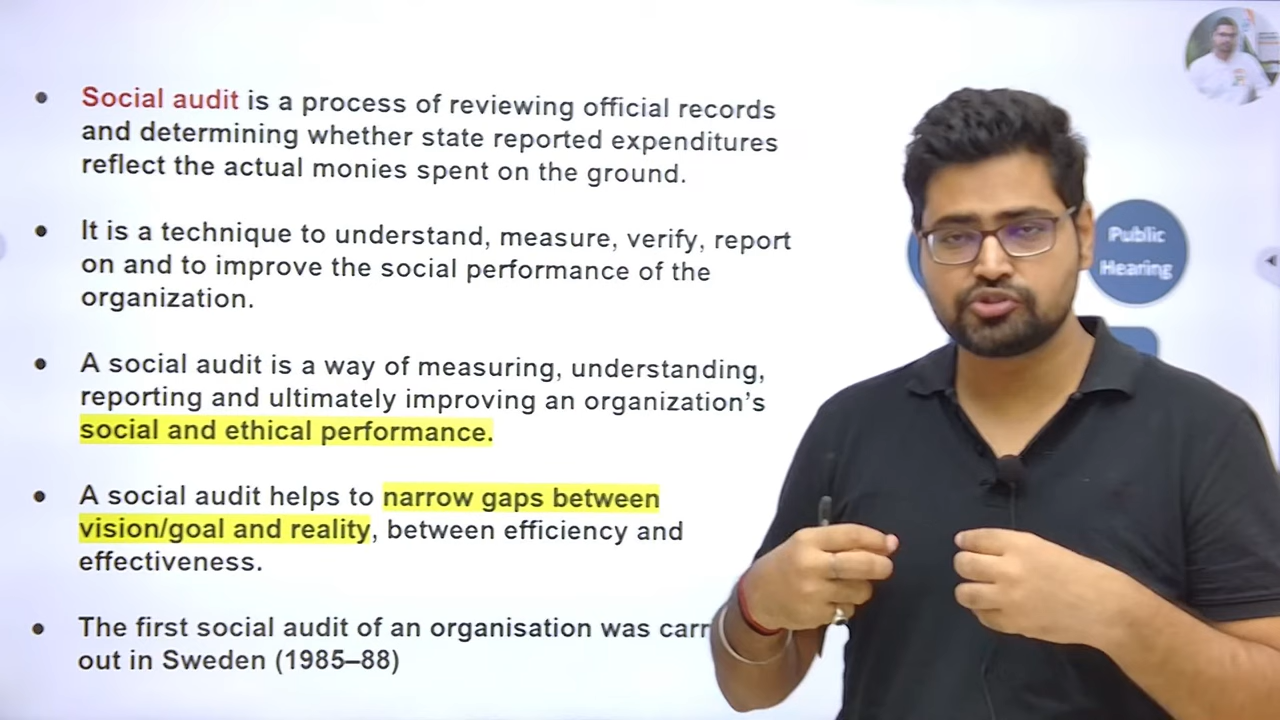 Social audit is a process of reviewing official records
and determining whether state reported expenditures
reflect the actual monies spent on the ground.
It is a technique to understand, measure, verify, report
on and to improve the social performance of the
organization.
A social audit is a way of measuring, understanding,
reporting and ultimately improving an organization's
social and ethical performance.
A social audit helps to narrow gaps between
vision/goal and reality, between efficiency and
effectiveness.
The first social audit of an organisation was
out in Sweden (1985–88)
Public
Hearing